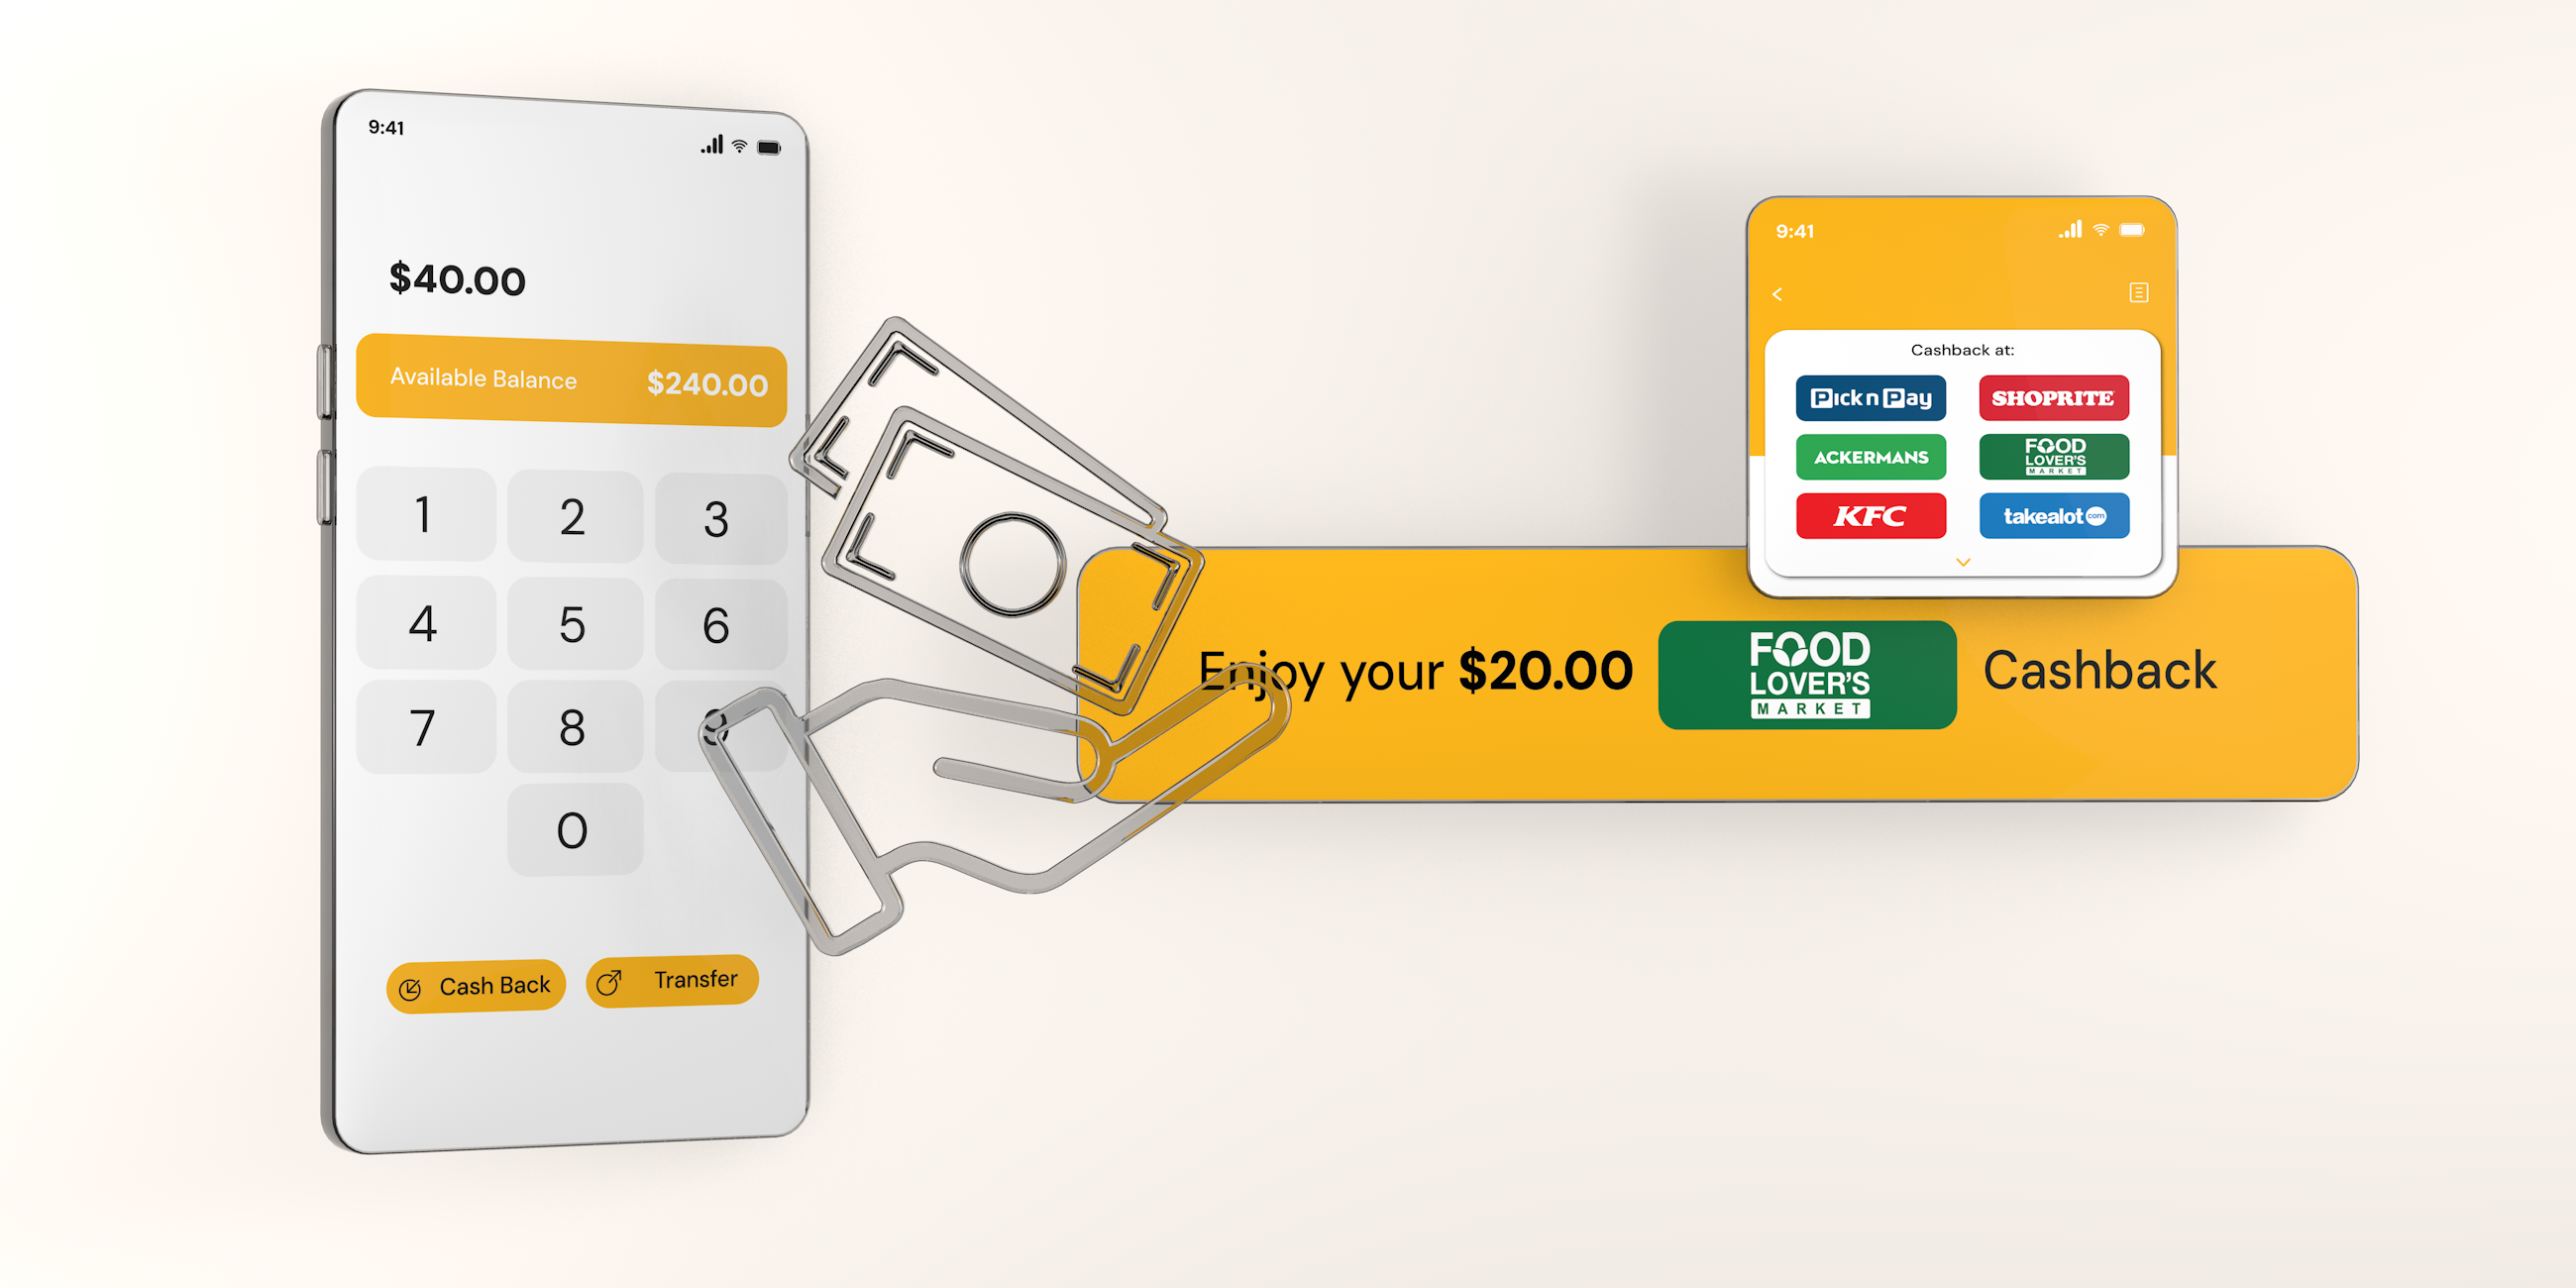 9:41
$40.00
Available Balance $240.00
1 2 3
4 5 6
7 8 9
0
Cash Back Transfer
9:41
Cashback at:
Pick n Pay SHOPRITE
ACKERMANS FOOD LOVER'S MARKET
KFC takealot com
Enjoy your $20.00 FOOD LOVER'S MARKET Cashback